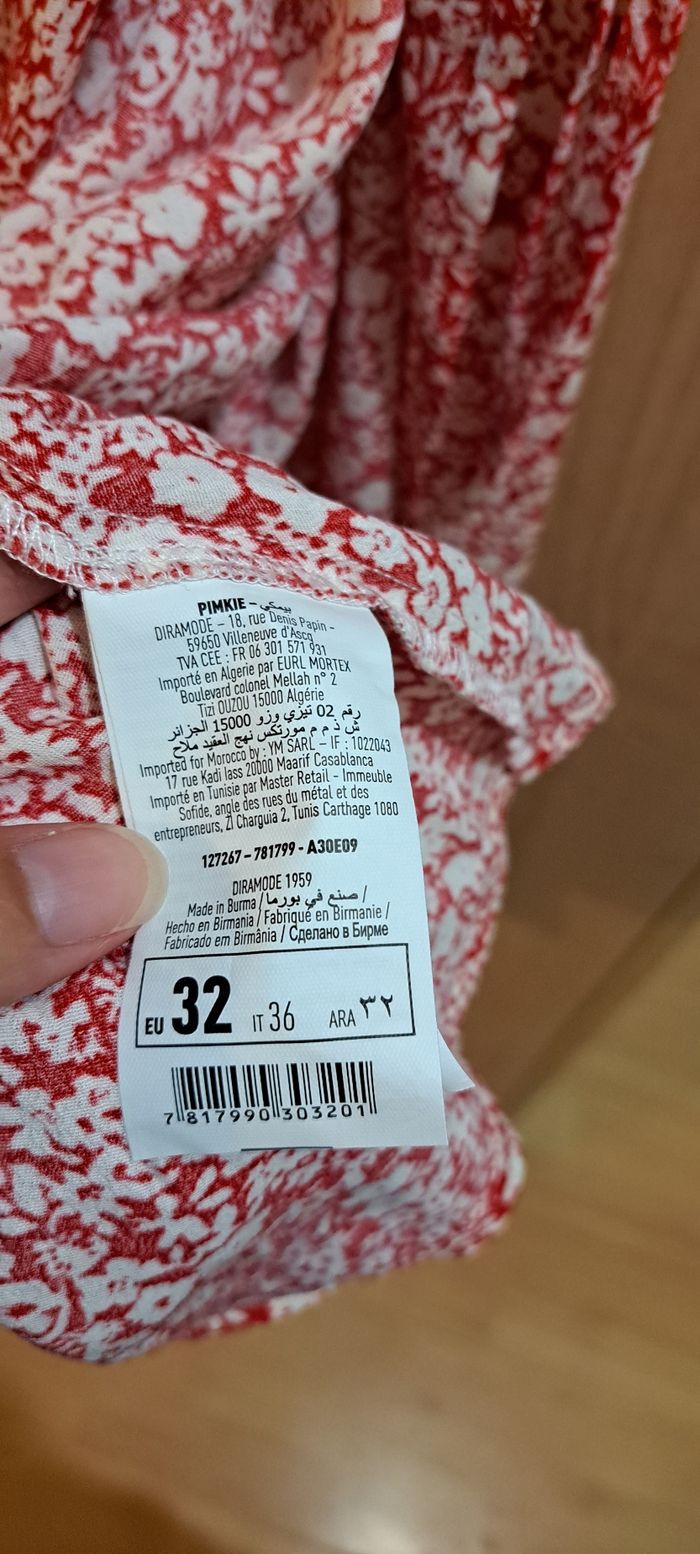 PIMKIE – بيمكي
DIRAMODE – 18, rue Denis Papin –
59650 Villeneuve d'Ascq
TVA CEE : FR 06 301 571 931
Importé en Algerie par EURL MORTEX
Boulevard colonel Mellah n° 2
Tizi OUZOU 15000 Algérie
رقم 02 تيزي وزو 15000 الجزائر
ش ذ م م مورتكس نهج العقيد ملاح
Imported for Morocco by : YM SARL – IF : 1022043
17 rue Kadi Iass 20000 Maarif Casablanca
Importé en Tunisie par Master Retail – Immeuble
Sofide, angle des rues du métal et des
entrepreneurs, ZI Charguia 2, Tunis Carthage 1080
127267 – 781799 - A30E09
DIRAMODE 1959
Made in Burma / صنع في بورما /
Hecho en Birmania / Fabriqué en Birmanie /
Fabricado em Birmânia / Сделано в Бирме
EU 32 IT 36 ARA ٣٢
7 817990 303201